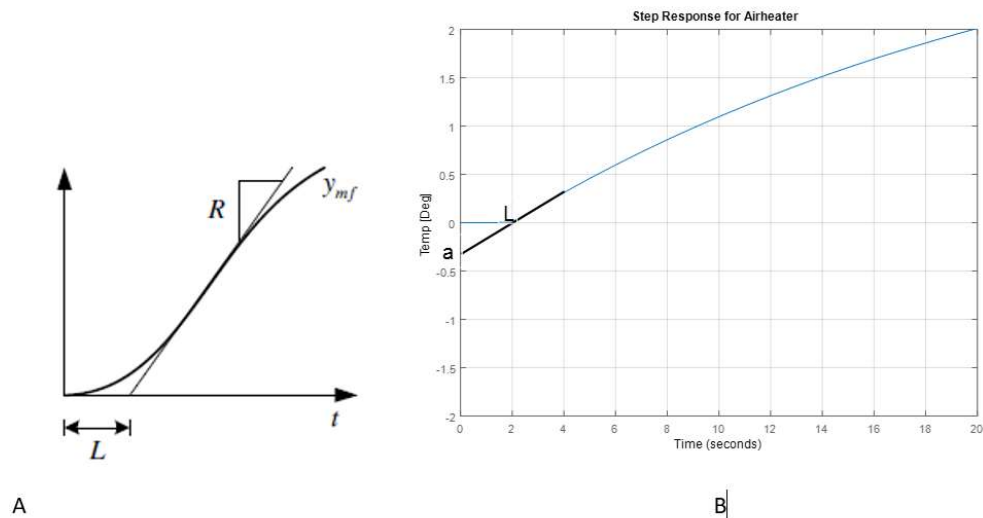 Step Response for Airheater
2
1.5
1
0.5
0
-0.5
-1
-1.5
-2
Temp [Deg]
L
a
0 2 4 6 8 10 12 14 16 18 20
Time (seconds)
R
y_mf
t
L
A
B